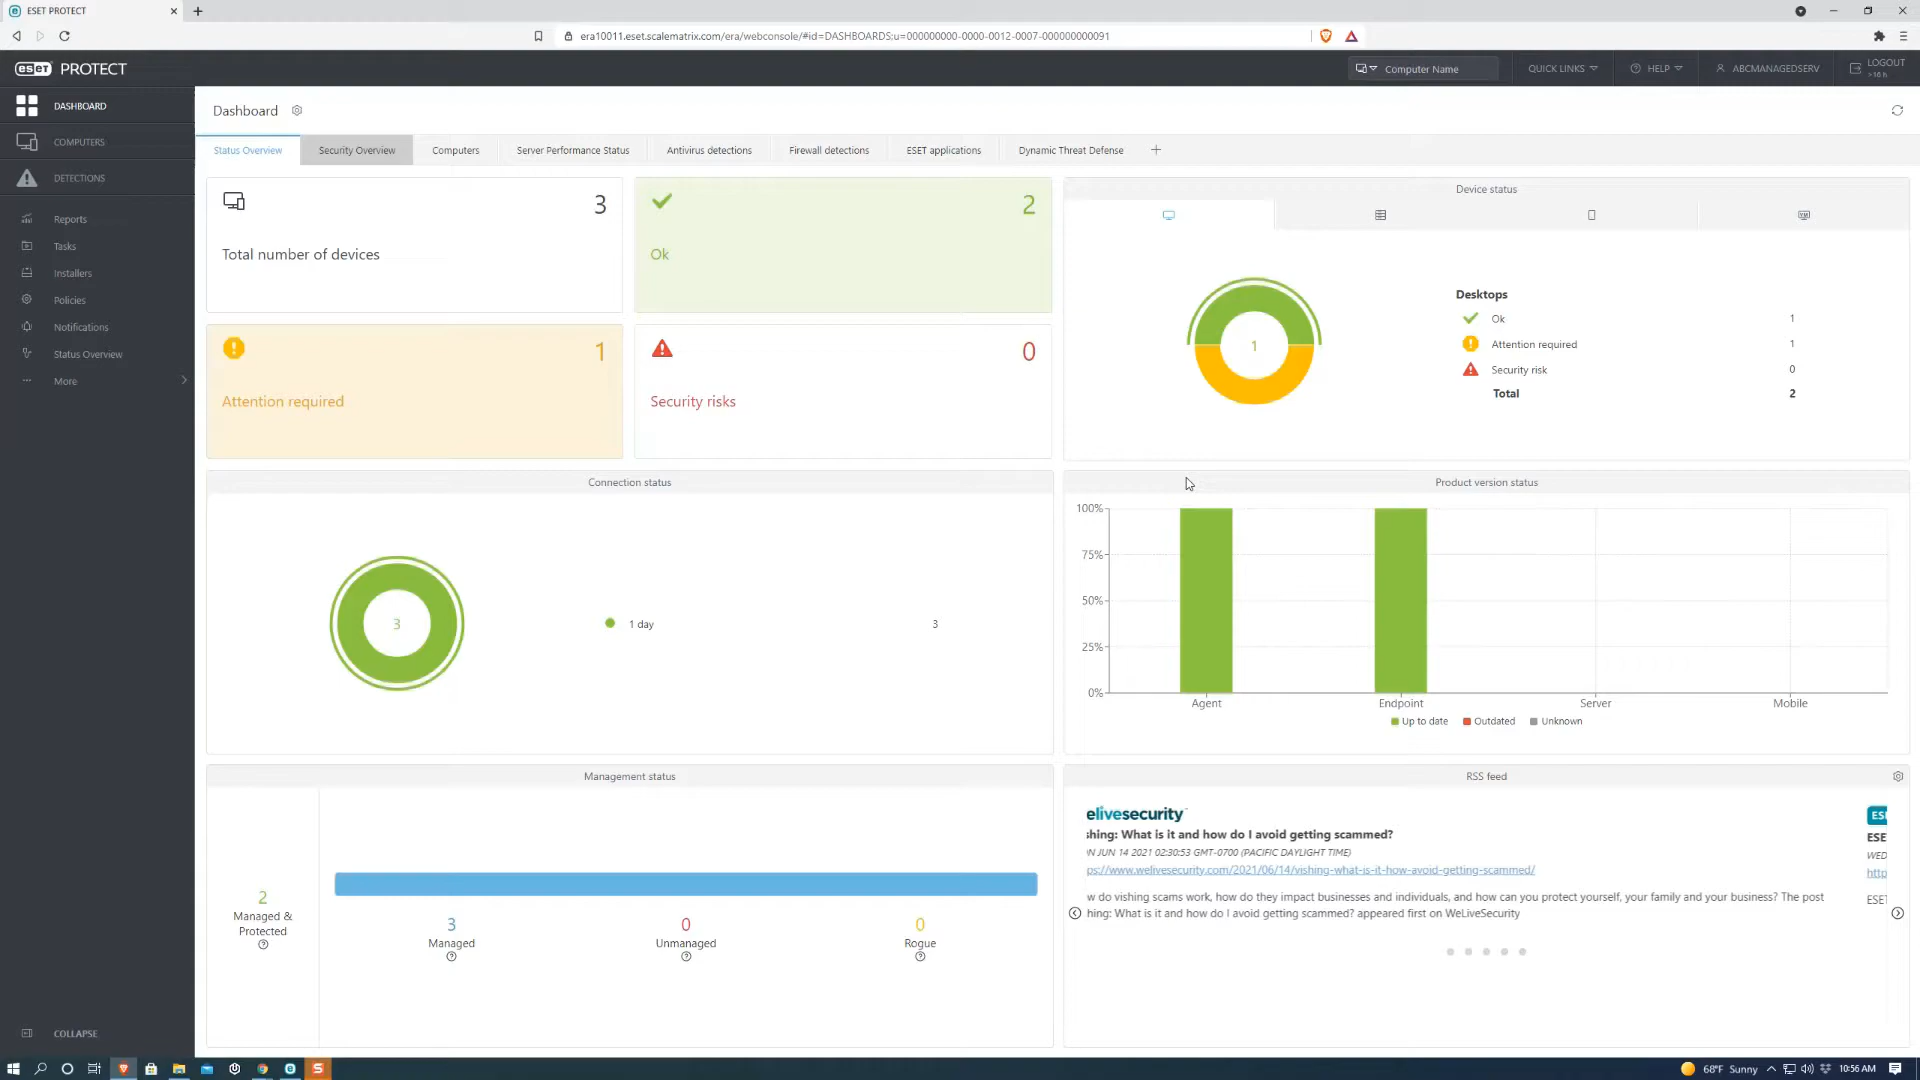 ESET PROTECT
era10011.eset.scalematrix.com/era/webconsole/#id=DASHBOARDS;u=000000000-0000-0012-0007-000000000091
eset PROTECT
Computer Name
QUICK LINKS
HELP
ABCMANAGEDSERV
LOGOUT
DASHBOARD
COMPUTERS
DETECTIONS
Reports
Tasks
Installers
Policies
Notifications
Status Overview
More
COLLAPSE
Dashboard
Status Overview
Security Overview
Computers
Server Performance Status
Antivirus detections
Firewall detections
ESET applications
Dynamic Threat Defense
3
Total number of devices
2
Ok
1
Attention required
0
Security risks
Device status
1
Desktops
Ok 1
Attention required 1
Security risk 0
Total 2
Connection status
3
1 day 3
Product version status
100%
75%
50%
25%
0%
Agent Endpoint Server Mobile
Up to date Outdated Unknown
Management status
2
Managed &
Protected
3
Managed
0
Unmanaged
0
Rogue
RSS feed
elivesecurity
shing: What is it and how do I avoid getting scammed?
N JUN 14 2021 02:30:53 GMT-0700 (PACIFIC DAYLIGHT TIME)
ps://www.welivesecurity.com/2021/06/14/vishing-what-is-it-how-avoid-getting-scammed/
w do vishing scams work, how do they impact businesses and individuals, and how can you protect yourself, your family and your business? The post
hing: What is it and how do I avoid getting scammed? appeared first on WeLiveSecurity
ESE
ESE
WED
http
ESET
68°F Sunny
10:56 AM